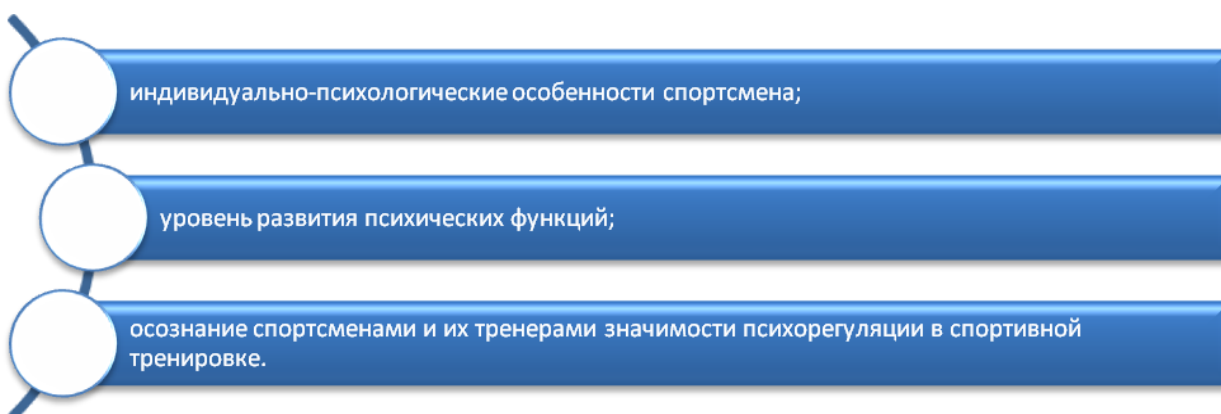 индивидуально-психологические особенности спортсмена;
уровень развития психических функций;
осознание спортсменами и их тренерами значимости психорегуляции в спортивной
тренировке.